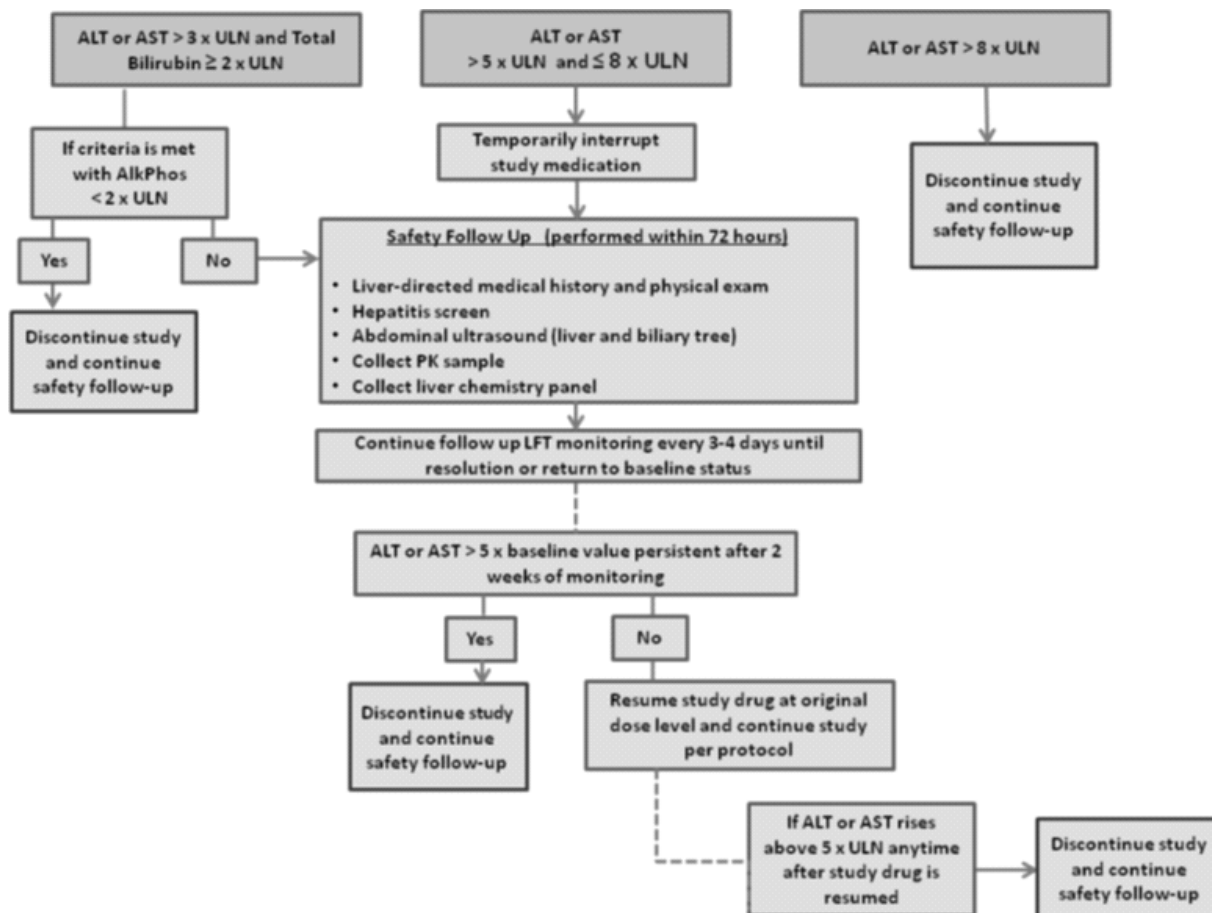 ALT or AST > 3 x ULN and Total
Bilirubin ≥ 2 x ULN
ALT or AST
> 5 x ULN and ≤ 8 x ULN
ALT or AST > 8 x ULN
If criteria is met
with AlkPhos
< 2 x ULN
Temporarily interrupt
study medication
Discontinue study
and continue
safety follow-up
Yes
No
Safety Follow Up (performed within 72 hours)
• Liver-directed medical history and physical exam
• Hepatitis screen
• Abdominal ultrasound (liver and biliary tree)
• Collect PK sample
• Collect liver chemistry panel
Discontinue study
and continue
safety follow-up
Continue follow up LFT monitoring every 3-4 days until
resolution or return to baseline status
ALT or AST > 5 x baseline value persistent after 2
weeks of monitoring
Yes
No
Discontinue study
and continue
safety follow-up
Resume study drug at original
dose level and continue study
per protocol
If ALT or AST rises
above 5 x ULN anytime
after study drug is
resumed
Discontinue study
and continue
safety follow-up